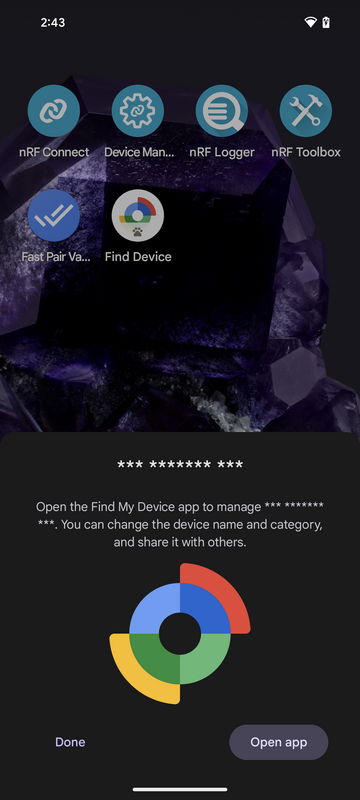 2:43
nRF Connect
Device Man...
nRF Logger
nRF Toolbox
Fast Pair Va...
Find Device
*** ******* ***
Open the Find My Device app to manage *** *******
***. You can change the device name and category,
and share it with others.
Done
Open app